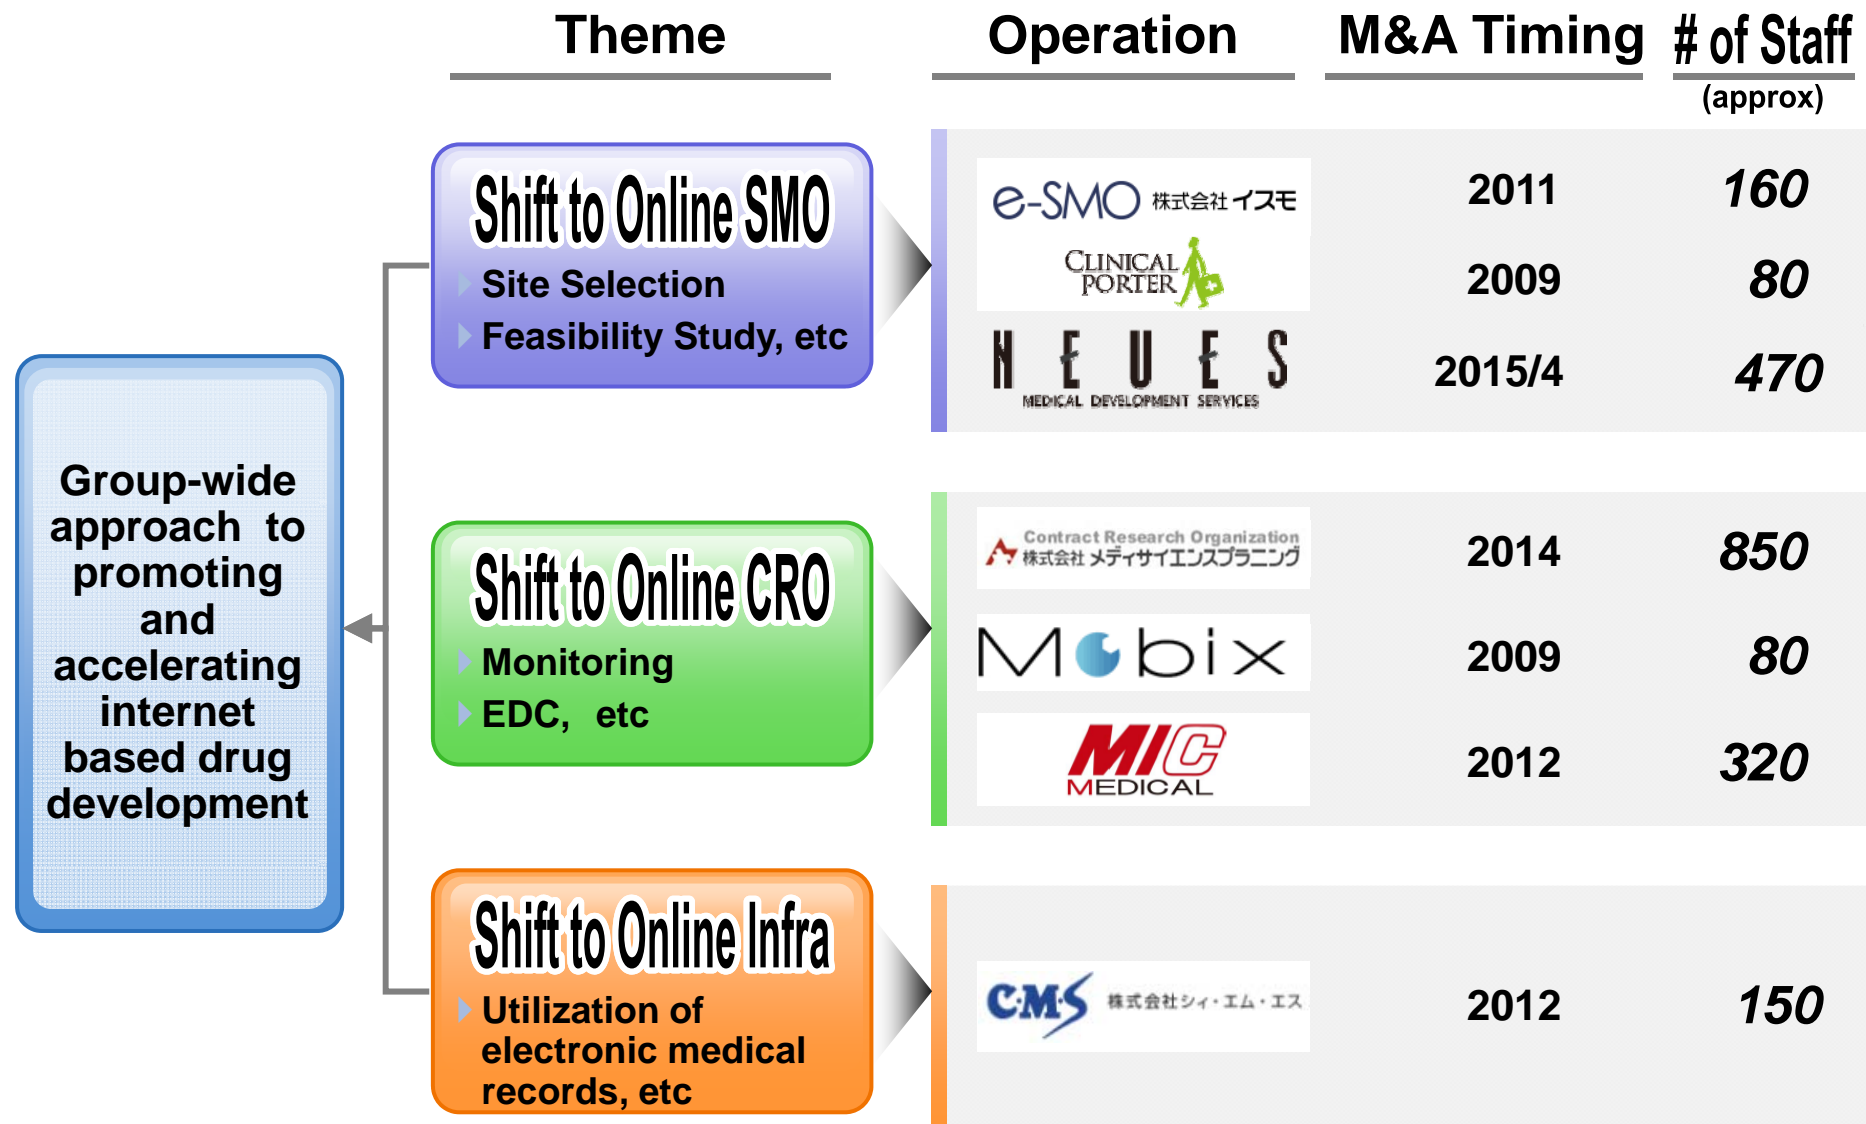 Theme
Operation
M&A Timing
# of Staff
(approx)
Group-wide
approach to
promoting
and
accelerating
internet
based drug
development
Shift to Online SMO
Site Selection
Feasibility Study, etc
e-SMO 株式会社イスモ
2011
160
CLINICAL
PORTER
2009
80
NEUES
MEDICAL DEVELOPMENT SERVICES
2015/4
470
Shift to Online CRO
Monitoring
EDC, etc
Contract Research Organization
株式会社 メディサイエンスプラニング
2014
850
Mobix
2009
80
MIC
MEDICAL
2012
320
Shift to Online Infra
Utilization of
electronic medical
records, etc
C·M·S 株式会社シィ・エム・エス
2012
150